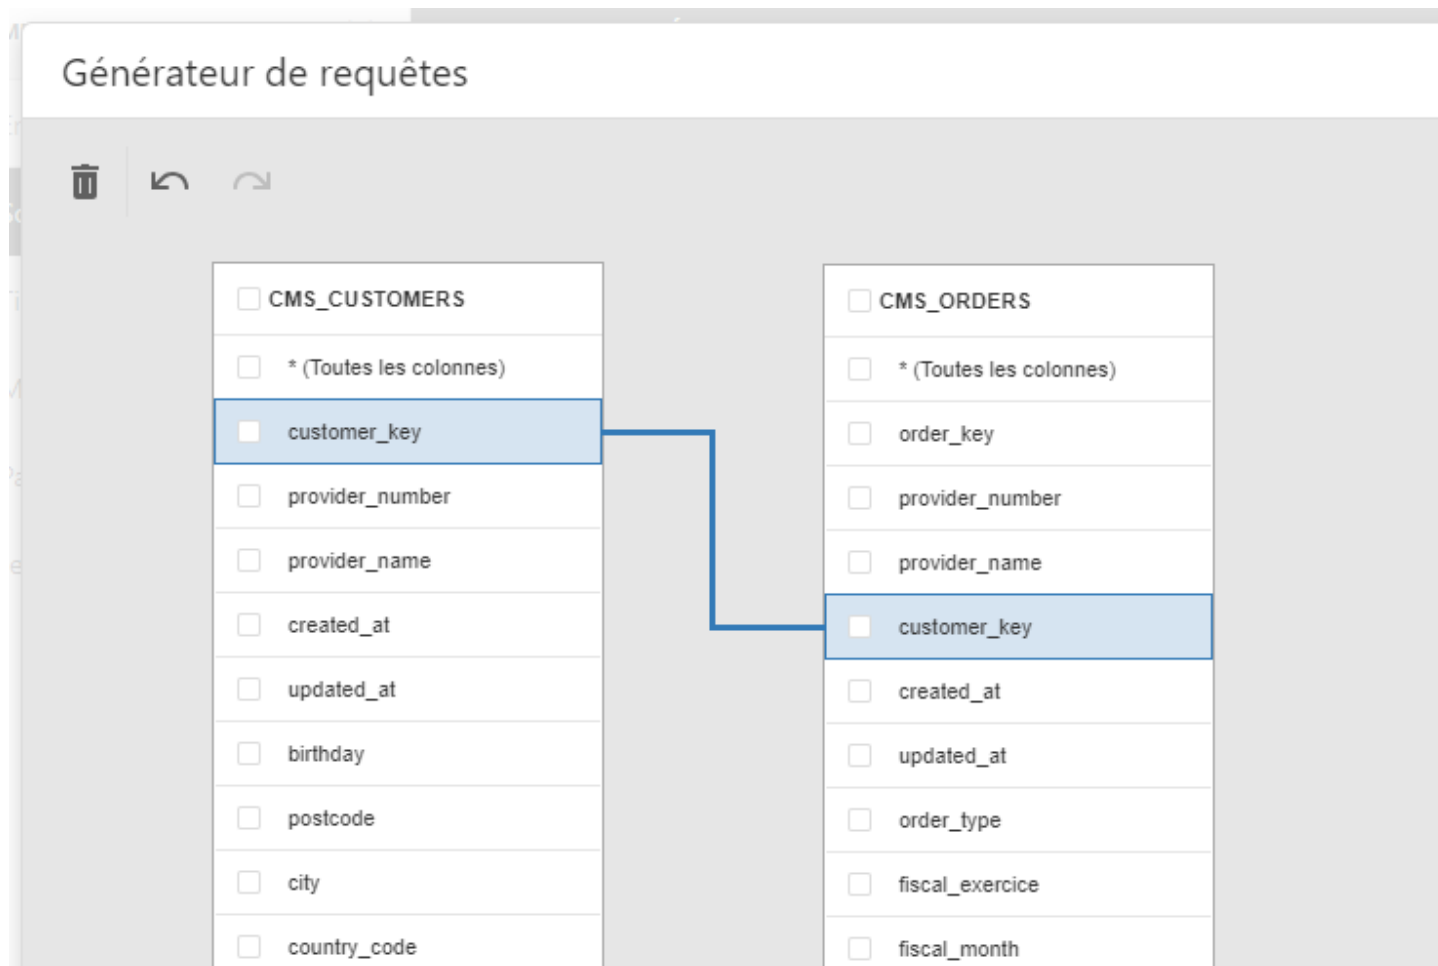 Générateur de requêtes
CMS_CUSTOMERS
* (Toutes les colonnes)
customer_key
provider_number
provider_name
created_at
updated_at
birthday
postcode
city
country_code
CMS_ORDERS
* (Toutes les colonnes)
order_key
provider_number
provider_name
customer_key
created_at
updated_at
order_type
fiscal_exercice
fiscal_month